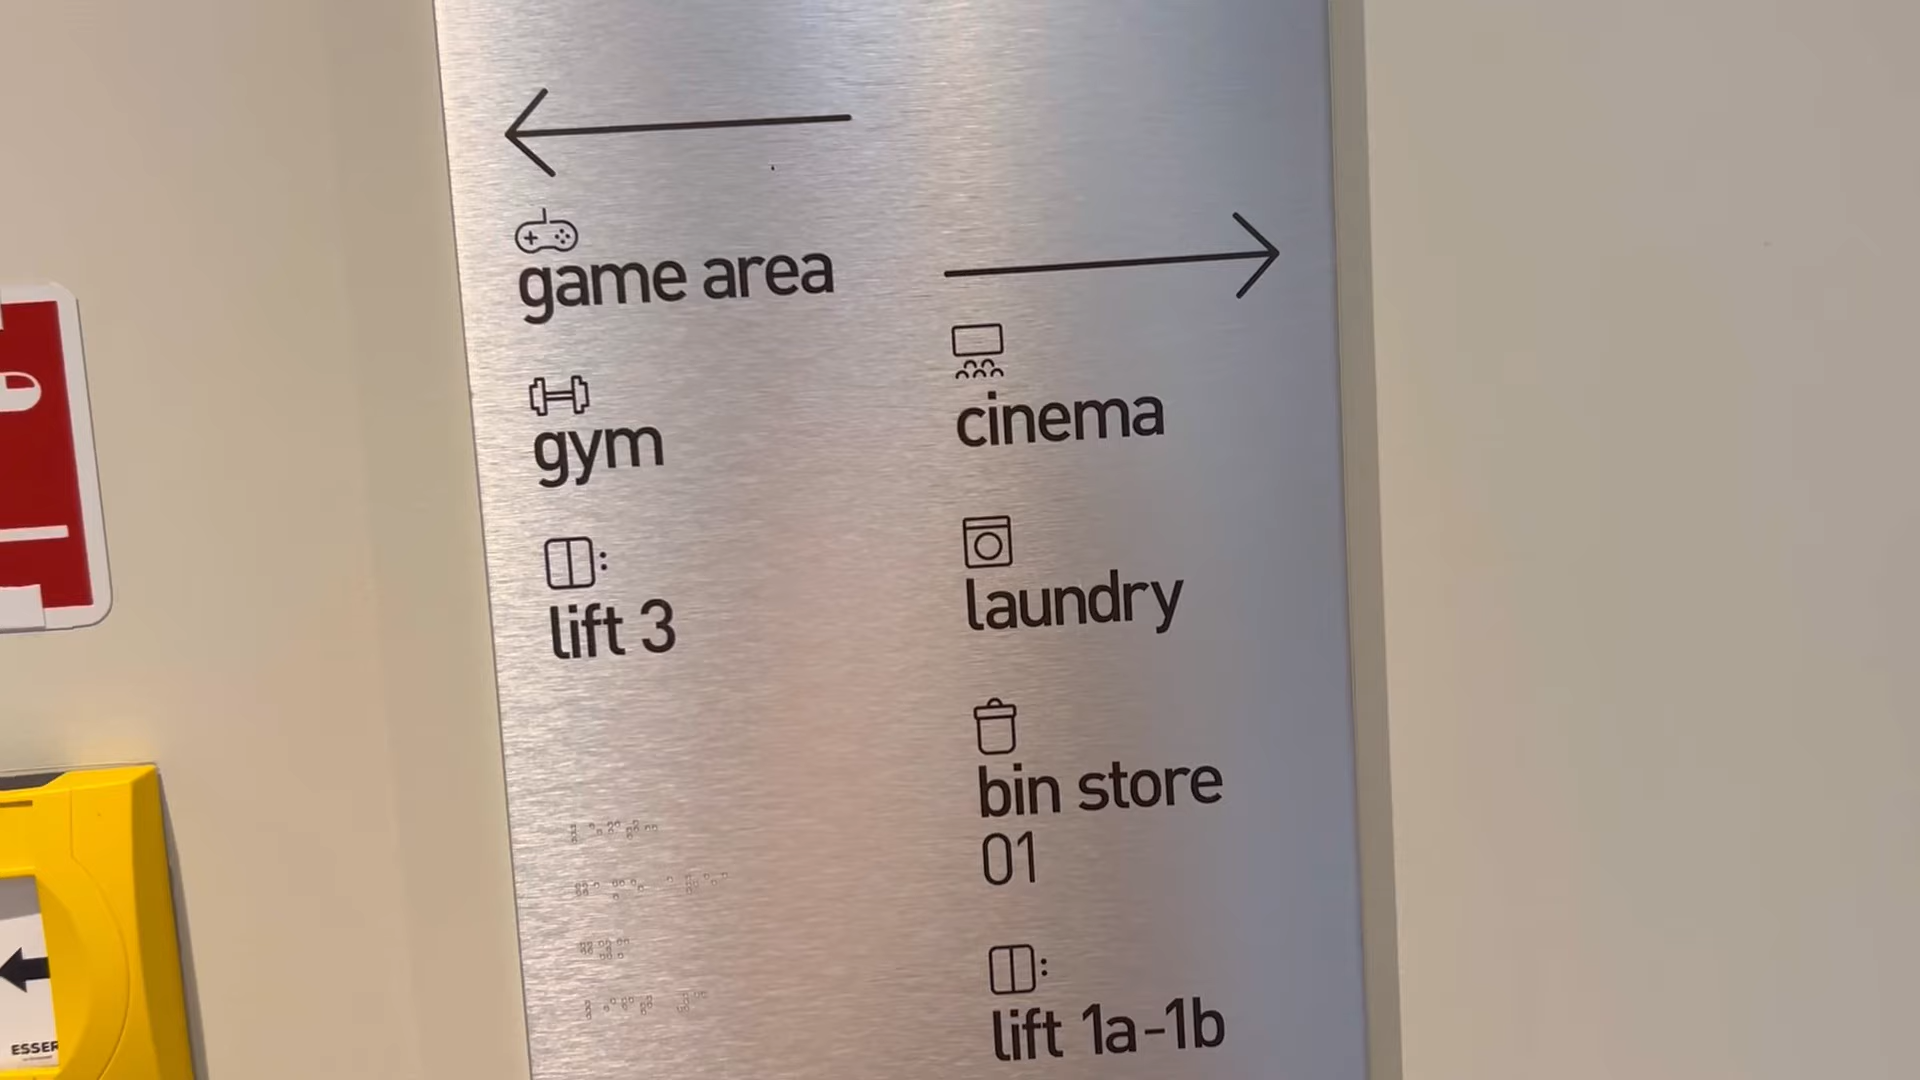 game area
gym
lift 3
cinema
laundry
bin store
01
lift 1a-1b
ESSER